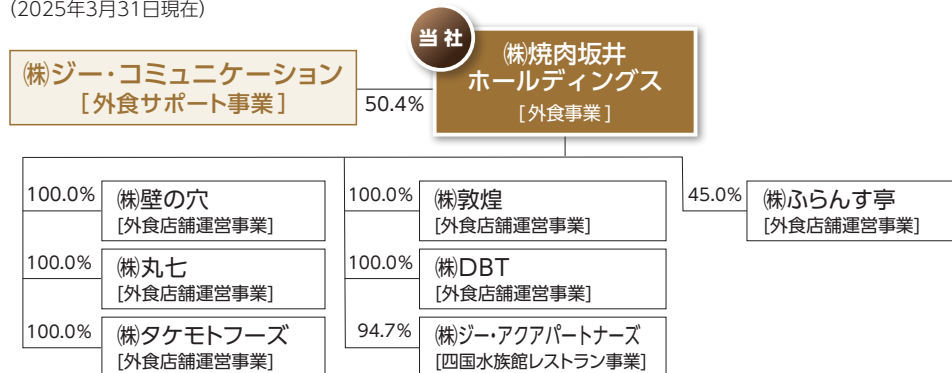 (2025年3月31日現在)
当社
㈱ジー・コミュニケーション
[外食サポート事業]
50.4%
㈱焼肉坂井
ホールディングス
[外食事業]
100.0%
㈱壁の穴
[外食店舗運営事業]
100.0%
㈱丸七
[外食店舗運営事業]
100.0%
㈱タケモトフーズ
[外食店舗運営事業]
100.0%
㈱敦煌
[外食店舗運営事業]
100.0%
㈱DBT
[外食店舗運営事業]
94.7%
㈱ジー・アクアパートナーズ
[四国水族館レストラン事業]
45.0%
㈱ふらんす亭
[外食店舗運営事業]